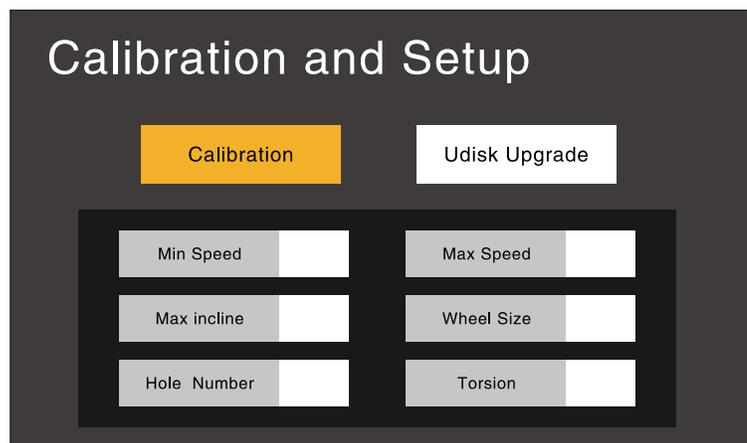 Calibration and Setup
Calibration
Udisk Upgrade
Min Speed
Max Speed
Max incline
Wheel Size
Hole  Number
Torsion